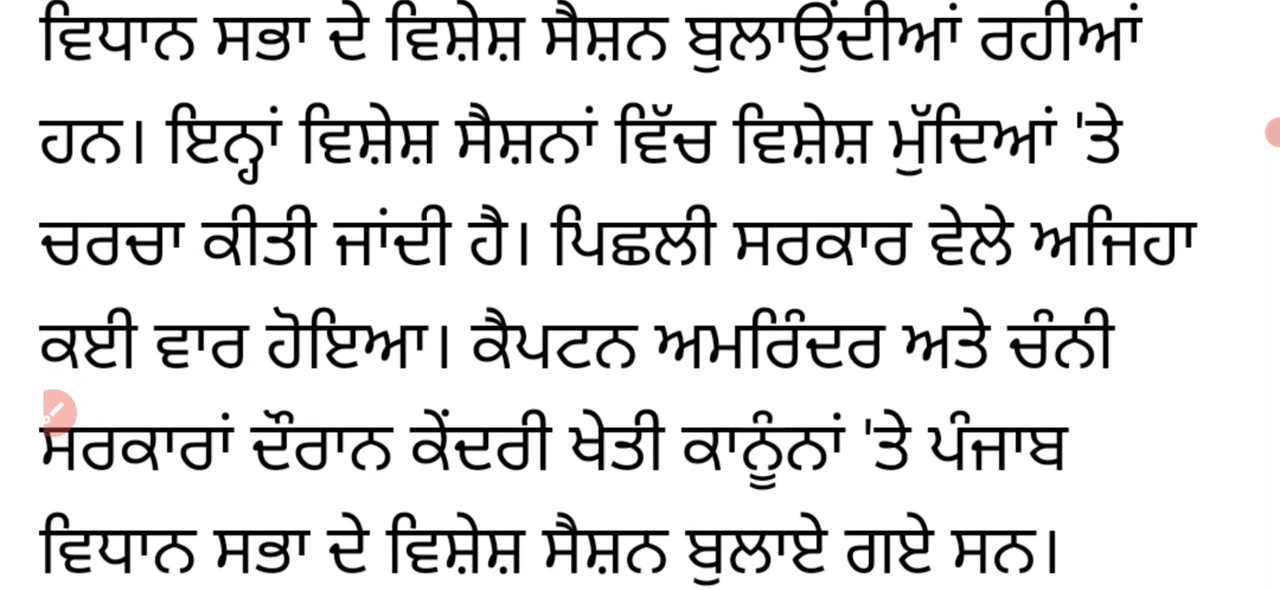 ਵਿਧਾਨ ਸਭਾ ਦੇ ਵਿਸ਼ੇਸ਼ ਸੈਸ਼ਨ ਬੁਲਾਉਂਦੀਆਂ ਰਹੀਆਂ
ਹਨ। ਇਨ੍ਹਾਂ ਵਿਸ਼ੇਸ਼ ਸੈਸ਼ਨਾਂ ਵਿੱਚ ਵਿਸ਼ੇਸ਼ ਮੁੱਦਿਆਂ 'ਤੇ
ਚਰਚਾ ਕੀਤੀ ਜਾਂਦੀ ਹੈ। ਪਿਛਲੀ ਸਰਕਾਰ ਵੇਲੇ ਅਜਿਹਾ
ਕਈ ਵਾਰ ਹੋਇਆ। ਕੈਪਟਨ ਅਮਰਿੰਦਰ ਅਤੇ ਚੰਨੀ
ਸਰਕਾਰਾਂ ਦੌਰਾਨ ਕੇਂਦਰੀ ਖੇਤੀ ਕਾਨੂੰਨਾਂ 'ਤੇ ਪੰਜਾਬ
ਵਿਧਾਨ ਸਭਾ ਦੇ ਵਿਸ਼ੇਸ਼ ਸੈਸ਼ਨ ਬੁਲਾਏ ਗਏ ਸਨ।